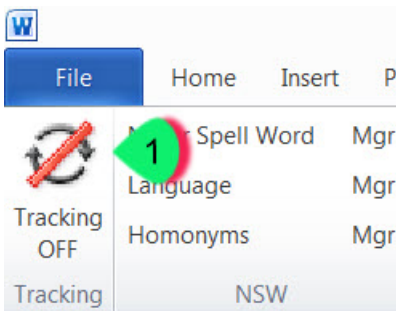 W
File Home Insert P
1
Spell Word Mgr
Language Mgr
Tracking
OFF
Homonyms Mgr
Tracking NSW